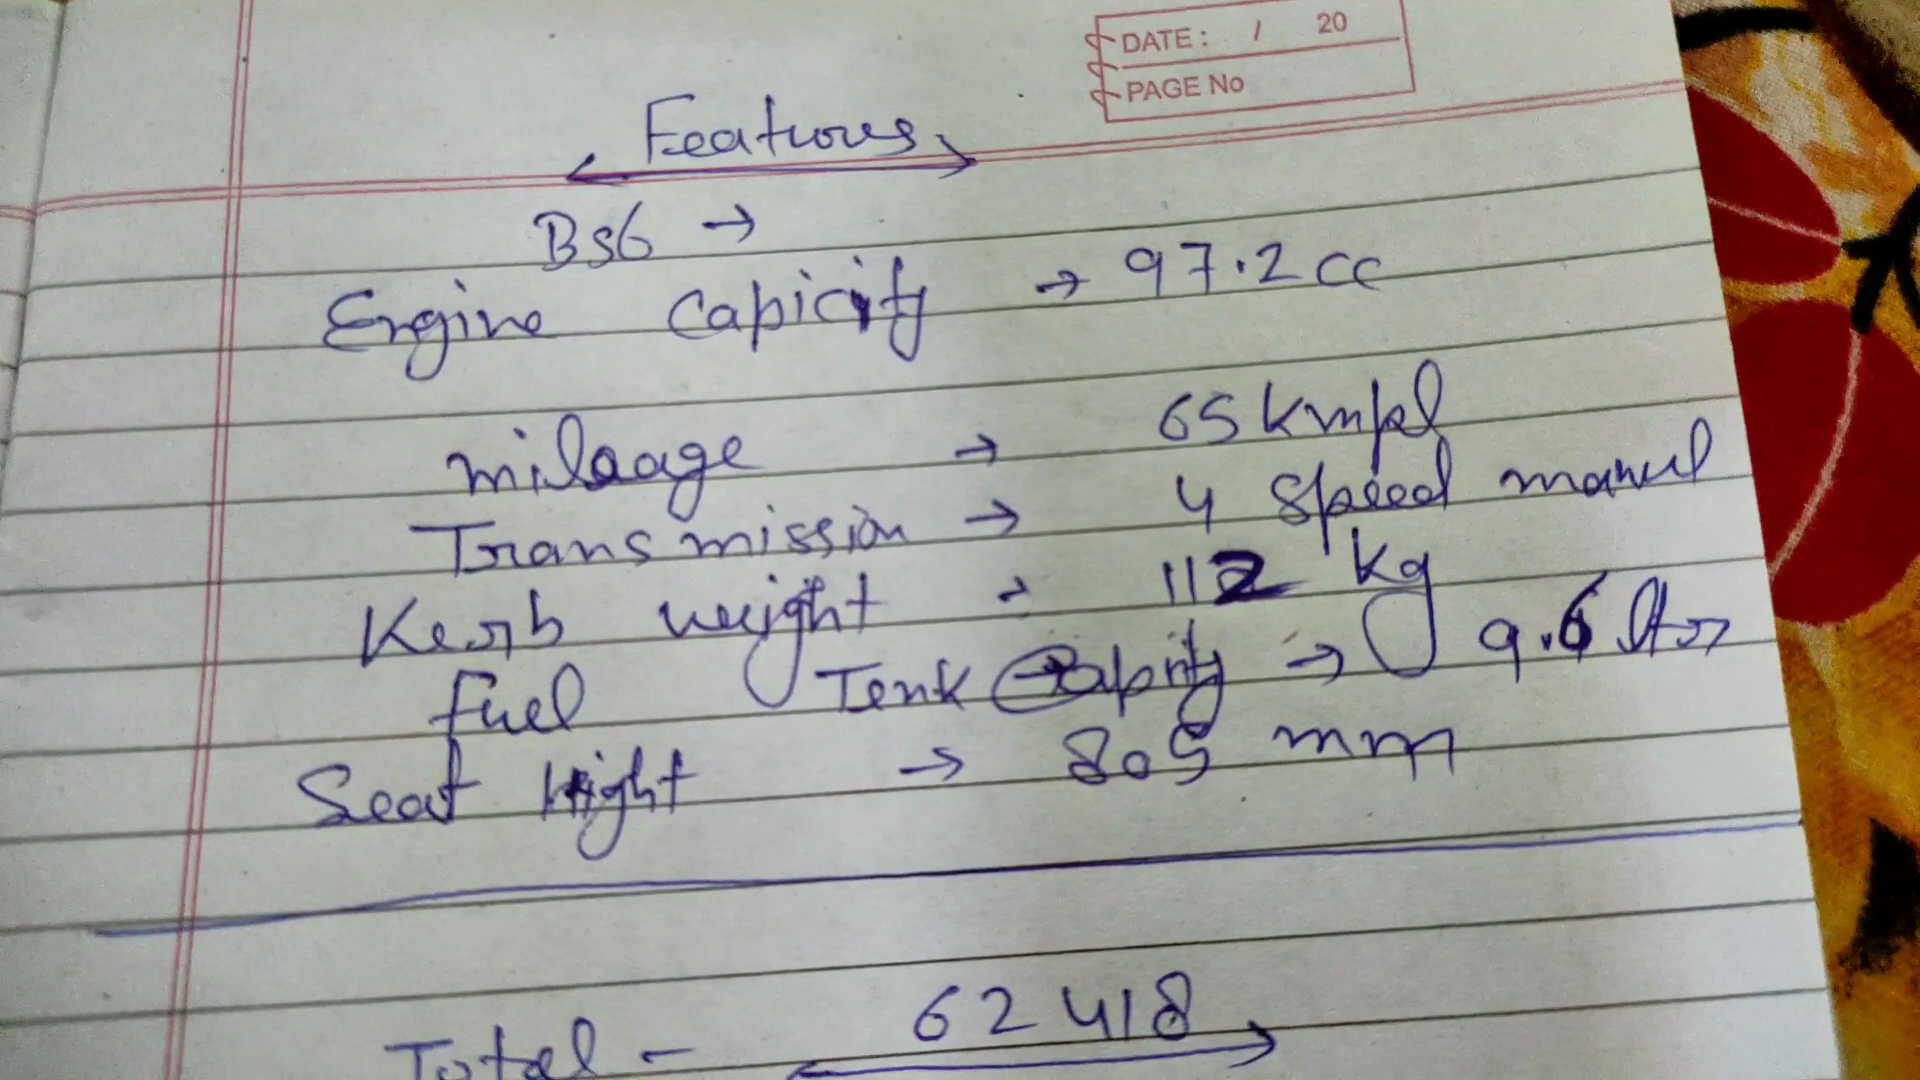 DATE: / 20
PAGE No
Features
BS6 →
Engine capicity → 97.2 cc
mileage → 65 kmpl
Transmission → 4 Speed manul
Kerb weight → 112 kg
fuel Tenk Capity → 9.6 ltr
Seat Hight → 805 mm
Total - 62418